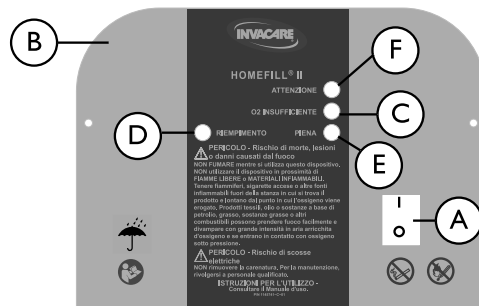 B
INVACARE
F
HOMEFILL® II
ATTENZIONE
C
O2 INSUFFICIENTE
D
RIEMPIMENTO
PIENA
E
PERICOLO - Rischio di morte, lesioni
o danni causati dal fuoco
NON FUMARE mentre si utilizza questo dispositivo,
NON utilizzare il dispositivo in prossimità di
FIAMME LIBERE o MATERIALI INFIAMMABILI.
Tenere fiammiferi, sigarette accese o altre fonti
infiammabili fuori della stanza in cui si trova il
prodotto e lontano dal punto in cui l'ossigeno viene
erogato, Prodotti tessili, olio o sostanze a base di
petrolio, grasso, sostanze grasse o altri
combustibili possono prendere fuoco facilmente e
divampare con grande intensità in aria arricchita
d'ossigeno e se entrano in contatto con ossigeno
sotto pressione.
I
O
A
PERICOLO - Rischio di scosse
elettriche
NON rimuovere la carenatura, Per la manutenzione,
rivolgersi a personale qualificato,
ISTRUZIONI PER L'UTILIZZO -
Consultare il Manuale d'uso.